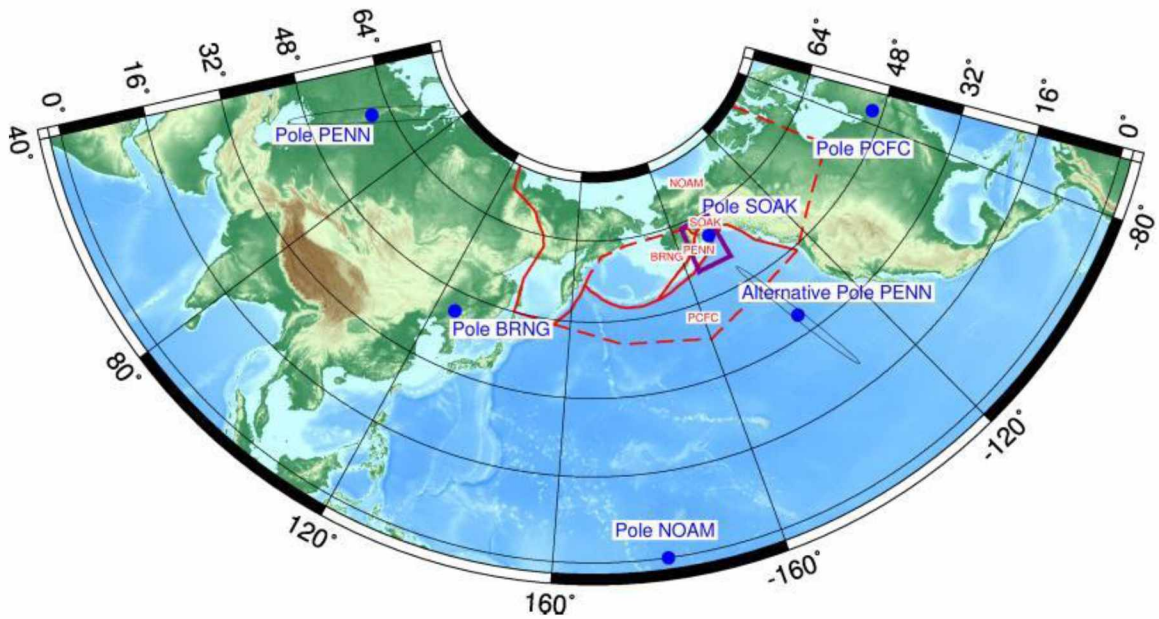 64°
48°
32°
16°
0°
40°
64°
48°
32°
16°
0°
-80°
Pole PENN
Pole PCFC
NOAM
Pole SOAK
SOAK
PENN
BRNG
Alternative Pole PENN
PCFC
Pole BRNG
80°
-120°
120°
Pole NOAM
-160°
160°